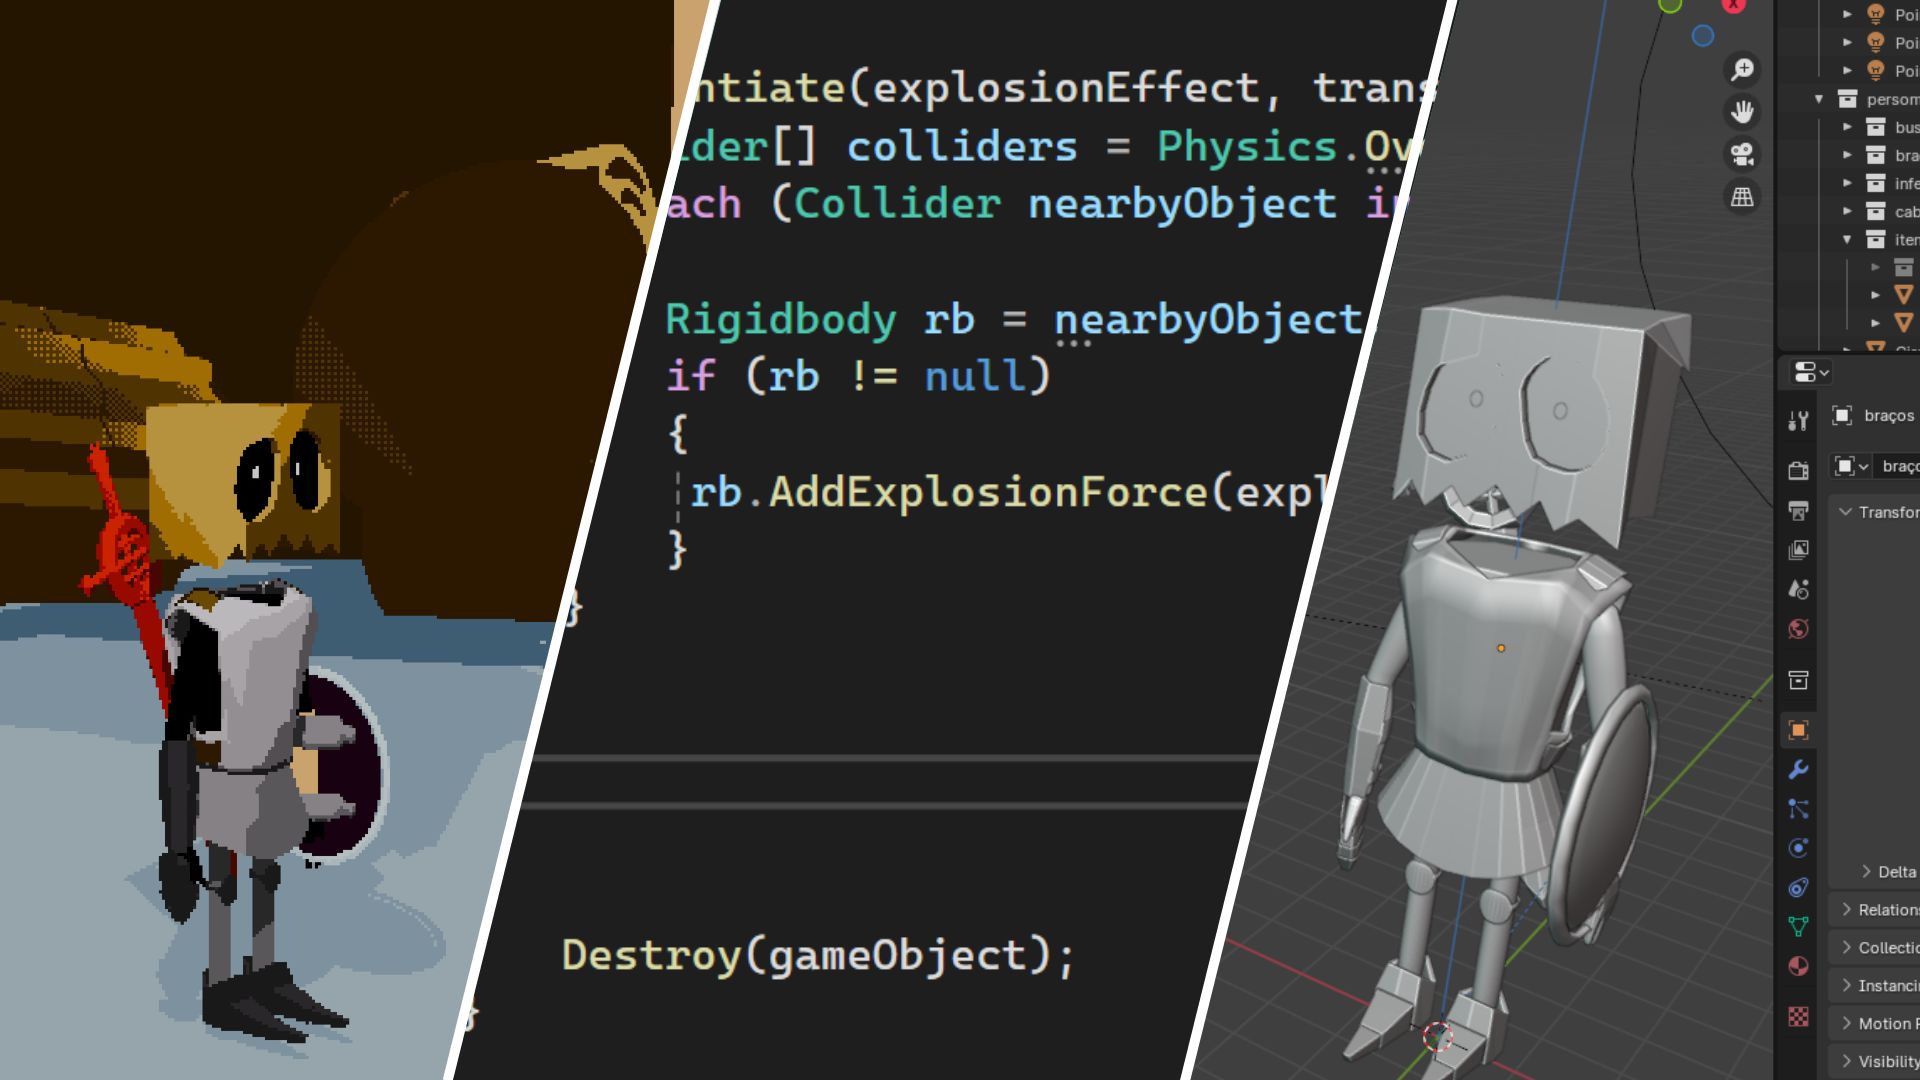 ntiate(explosionEffect, trans
ider[] colliders = Physics.Ov
ach (Collider nearbyObject in
Rigidbody rb = nearbyObject.
if (rb != null)
{
rb.AddExplosionForce(expl
}
}
Destroy(gameObject);
}
X
Poi
Poi
Poi
person
bus
bra
infe
cab
iten
braços
braço
Transfor
Delta
Relation
Collectio
Instancin
Motion P
Visibility